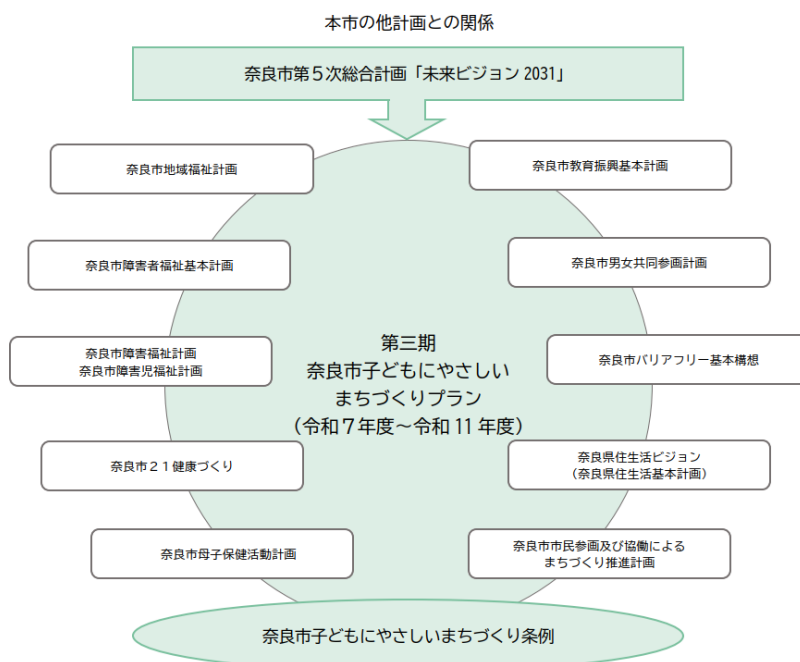 本市の他計画との関係
奈良市第５次総合計画「未来ビジョン 2031」
奈良市地域福祉計画
奈良市教育振興基本計画
奈良市障害者福祉基本計画
奈良市男女共同参画計画
奈良市障害福祉計画
奈良市障害児福祉計画
第三期
奈良市子どもにやさしい
まちづくりプラン
（令和７年度～令和 11 年度）
奈良市バリアフリー基本構想
奈良市２１健康づくり
奈良県住生活ビジョン
（奈良県住生活基本計画）
奈良市母子保健活動計画
奈良市市民参画及び協働による
まちづくり推進計画
奈良市子どもにやさしいまちづくり条例